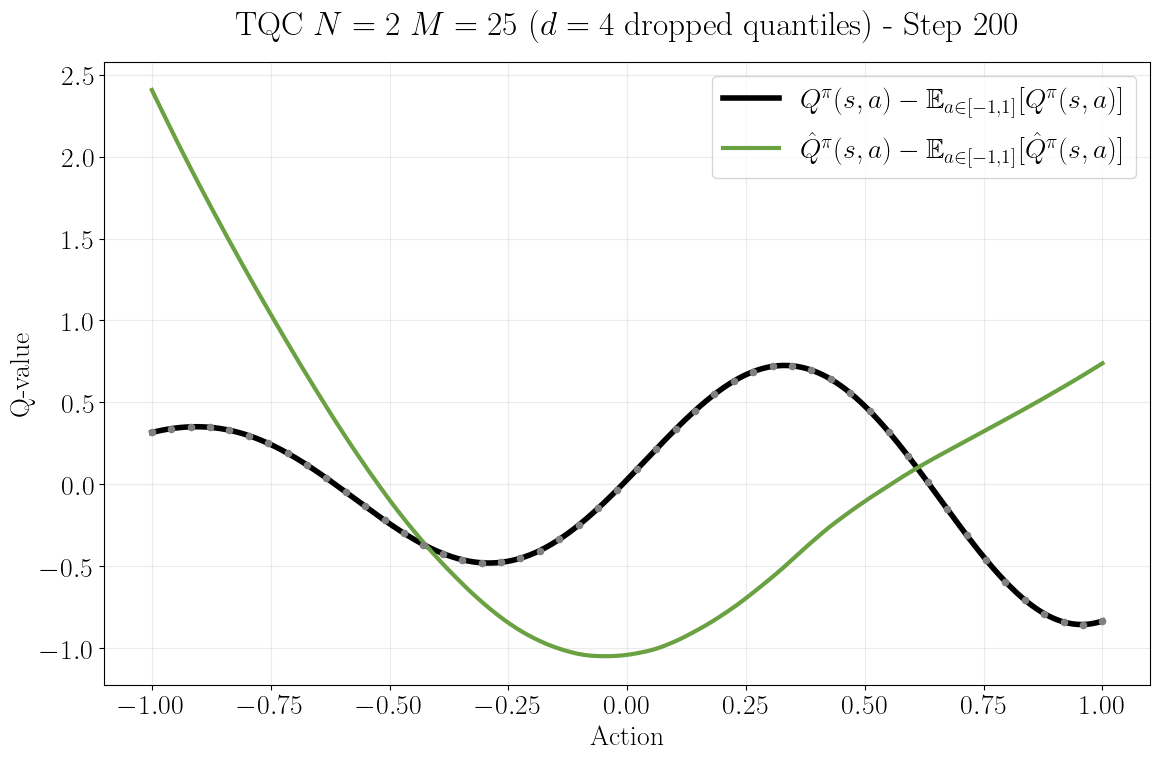 TQC N = 2 M = 25 (d = 4 dropped quantiles) - Step 200
Q^π(s, a) − 𝔼_{a∈[−1,1]}[Q^π(s, a)]
Q̂^π(s, a) − 𝔼_{a∈[−1,1]}[Q̂^π(s, a)]
2.5
2.0
1.5
1.0
0.5
0.0
−0.5
−1.0
Q-value
−1.00 −0.75 −0.50 −0.25 0.00 0.25 0.50 0.75 1.00
Action